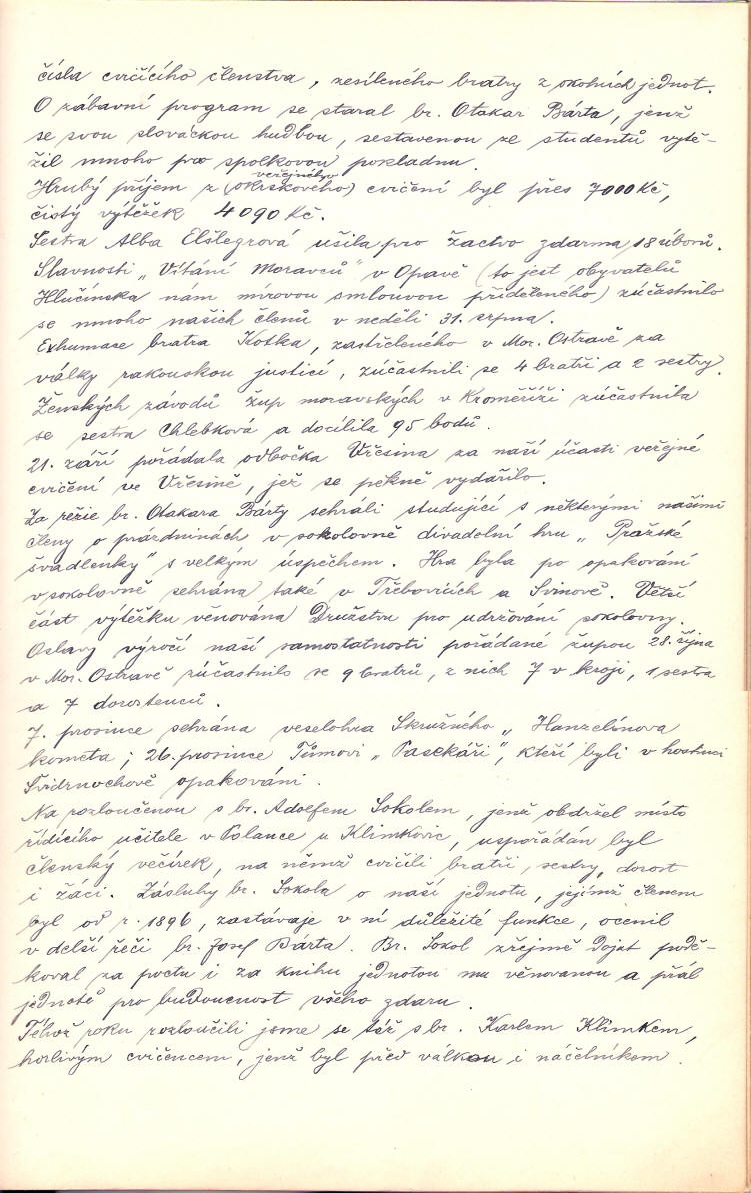 čísla cvičícího členstva, zesíleného bratry z okolních jednot.
O zábavní program se staral br. Otakar Bárta, jenž
se svou slováckou hudbou, sestavenou ze studentů vytě-
žil mnoho pro spolkovou pokladnu.
veřejného
Hrubý příjem z (okrskového) cvičení byl přes 7000 Kč,
čistý výtěžek 4090 Kč.
Sestra Alba Elšlegrová ušila pro žactvo zdarma 18 úborů.
Slavnosti „Vítání Moravců" v Opavě (to jest obyvatelů
Hlučínska nám mírovou smlouvou přiděleného) zúčastnilo
se mnoho našich členů v neděli 31. srpna.
Exhumace bratra Kotka, zastřeleného v Mor. Ostravě za
války rakouskou justicí, zúčastnili se 4 bratři a 2 sestry.
Ženských závodů žup moravských v Kroměříži zúčastnila
se sestra Chlebková a docílila 95 bodů.
21. září pořádala odbočka Vřesina za naší účasti veřejné
cvičení ve Vřesině, jež se pěkně vydařilo.
Za režie br. Otakara Bárty sehráli studující s některými našimi
členy o prázdninách v sokolovně divadelní hru „Pražské
švadlenky" s velkým úspěchem. Hra byla po opakování
v sokolovně sehrána také v Třebovicích a Svinově. Větší
část výtěžku věnována Družstvu pro udržování sokolovny.
Oslavy výročí naší samostatnosti pořádané župou 28. října
v Mor. Ostravě zúčastnilo se 9 bratrů, z nich 7 v kroji, 1 sestra
a 7 dorostenců.
7. prosince sehrána veselohra Skružného „Hanzelínova
kometa; 26. prosince Tůmovi „Pasekáři", kteří byli v hostinci
Švidrnochově opakováni.
Na rozloučenou s br. Adolfem Sokolem, jenž obdržel místo
řídícího učitele v Polance u Klimkovic, uspořádán byl
členský večírek, na němž cvičili bratři, sestry, dorost
i žáci. Zásluhy br. Sokola o naší jednotu, jejímž členem
byl od r. 1896, zastávaje v ní důležité funkce, ocenil
v delší řeči br. Josef Bárta. Br. Sokol zřejmě dojat podě-
koval za poctu i za knihu jednotou mu věnovanou a přál
jednotě pro budoucnost všeho zdaru.
Téhož roku rozloučili jsme se též s br. Karlem Klimkem,
horlivým cvičencem, jenž byl před válkou i náčelníkem.